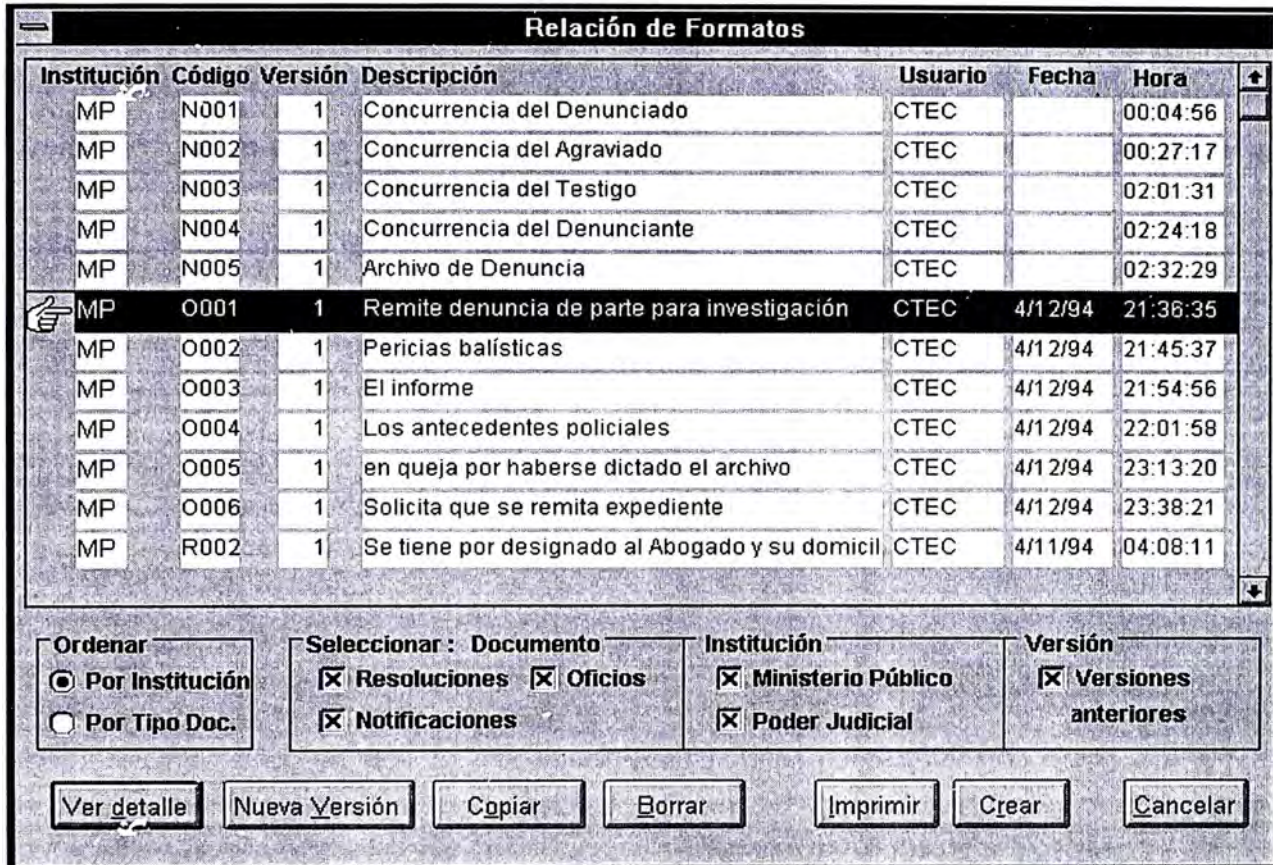 Relación de Formatos
Institución Código Versión Descripción Usuario Fecha Hora
MP N001 1 Concurrencia del Denunciado CTEC 00:04:56
MP N002 1 Concurrencia del Agraviado CTEC 00:27:17
MP N003 1 Concurrencia del Testigo CTEC 02:01:31
MP N004 1 Concurrencia del Denunciante CTEC 02:24:18
MP N005 1 Archivo de Denuncia CTEC 02:32:29
MP O001 1 Remite denuncia de parte para investigación CTEC 4/12/94 21:36:35
MP O002 1 Pericias balísticas CTEC 4/12/94 21:45:37
MP O003 1 El informe CTEC 4/12/94 21:54:56
MP O004 1 Los antecedentes policiales CTEC 4/12/94 22:01:58
MP O005 1 en queja por haberse dictado el archivo CTEC 4/12/94 23:13:20
MP O006 1 Solicita que se remita expediente CTEC 4/12/94 23:38:21
MP R002 1 Se tiene por designado al Abogado y su domicil CTEC 4/11/94 04:08:11
Ordenar Seleccionar : Documento Institución Versión
Por Institución Resoluciones Oficios Ministerio Público Versiones
Por Tipo Doc. Notificaciones Poder Judicial anteriores
Ver detalle Nueva Versión Copiar Borrar Imprimir Crear Cancelar